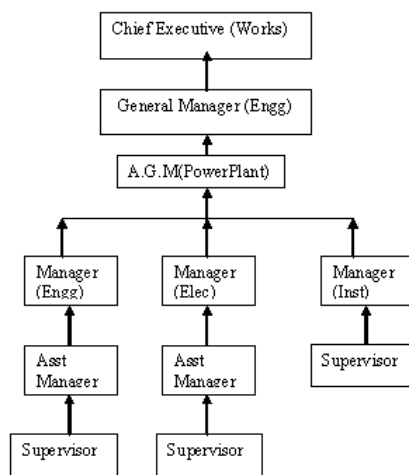 Chief Executive (Works)
General Manager (Engg)
A.G.M(PowerPlant)
Manager
(Engg)
Manager
(Elec)
Manager
(Inst)
Asst
Manager
Asst
Manager
Supervisor
Supervisor
Supervisor